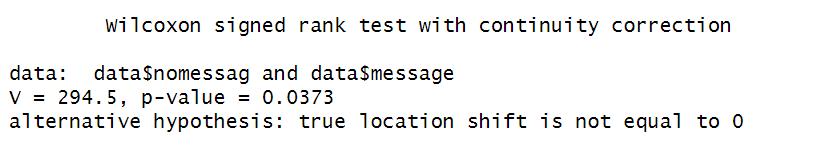 Wilcoxon signed rank test with continuity correction
data:  data$nomessag and data$message
V = 294.5, p-value = 0.0373
alternative hypothesis: true location shift is not equal to 0